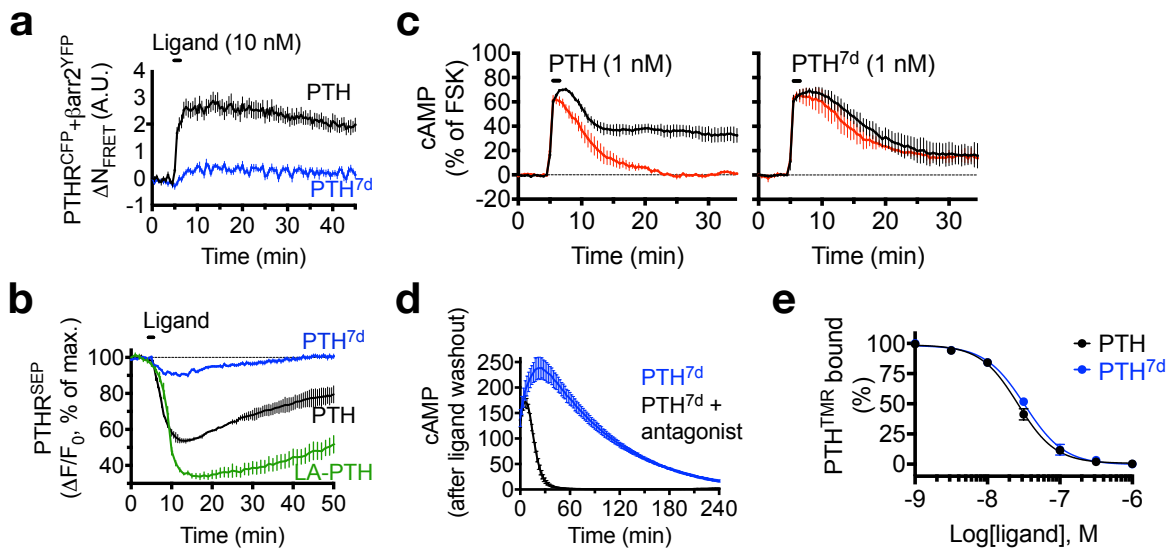 a
Ligand (10 nM)
PTHR^CFP+βarr2^YFP
ΔN_FRET (A.U.)
5
4
3
2
1
0
-1
PTH
PTH^7d
0 10 20 30 40
Time (min)
b
Ligand
PTHR^SEP
(ΔF/F_0, % of max.)
100
80
60
40
PTH^7d
PTH
LA-PTH
0 10 20 30 40 50
Time (min)
c
cAMP
(% of FSK)
100
80
60
40
20
0
-20
PTH (1 nM)
0 10 20 30
Time (min)
PTH^7d (1 nM)
0 10 20 30
Time (min)
d
cAMP
(after ligand washout)
250
200
150
100
50
0
PTH^7d
PTH^7d +
antagonist
0 60 120 180 240
Time (min)
e
PTH^TMR bound
(%)
100
75
50
25
0
PTH
PTH^7d
-9 -8 -7 -6
Log[ligand], M